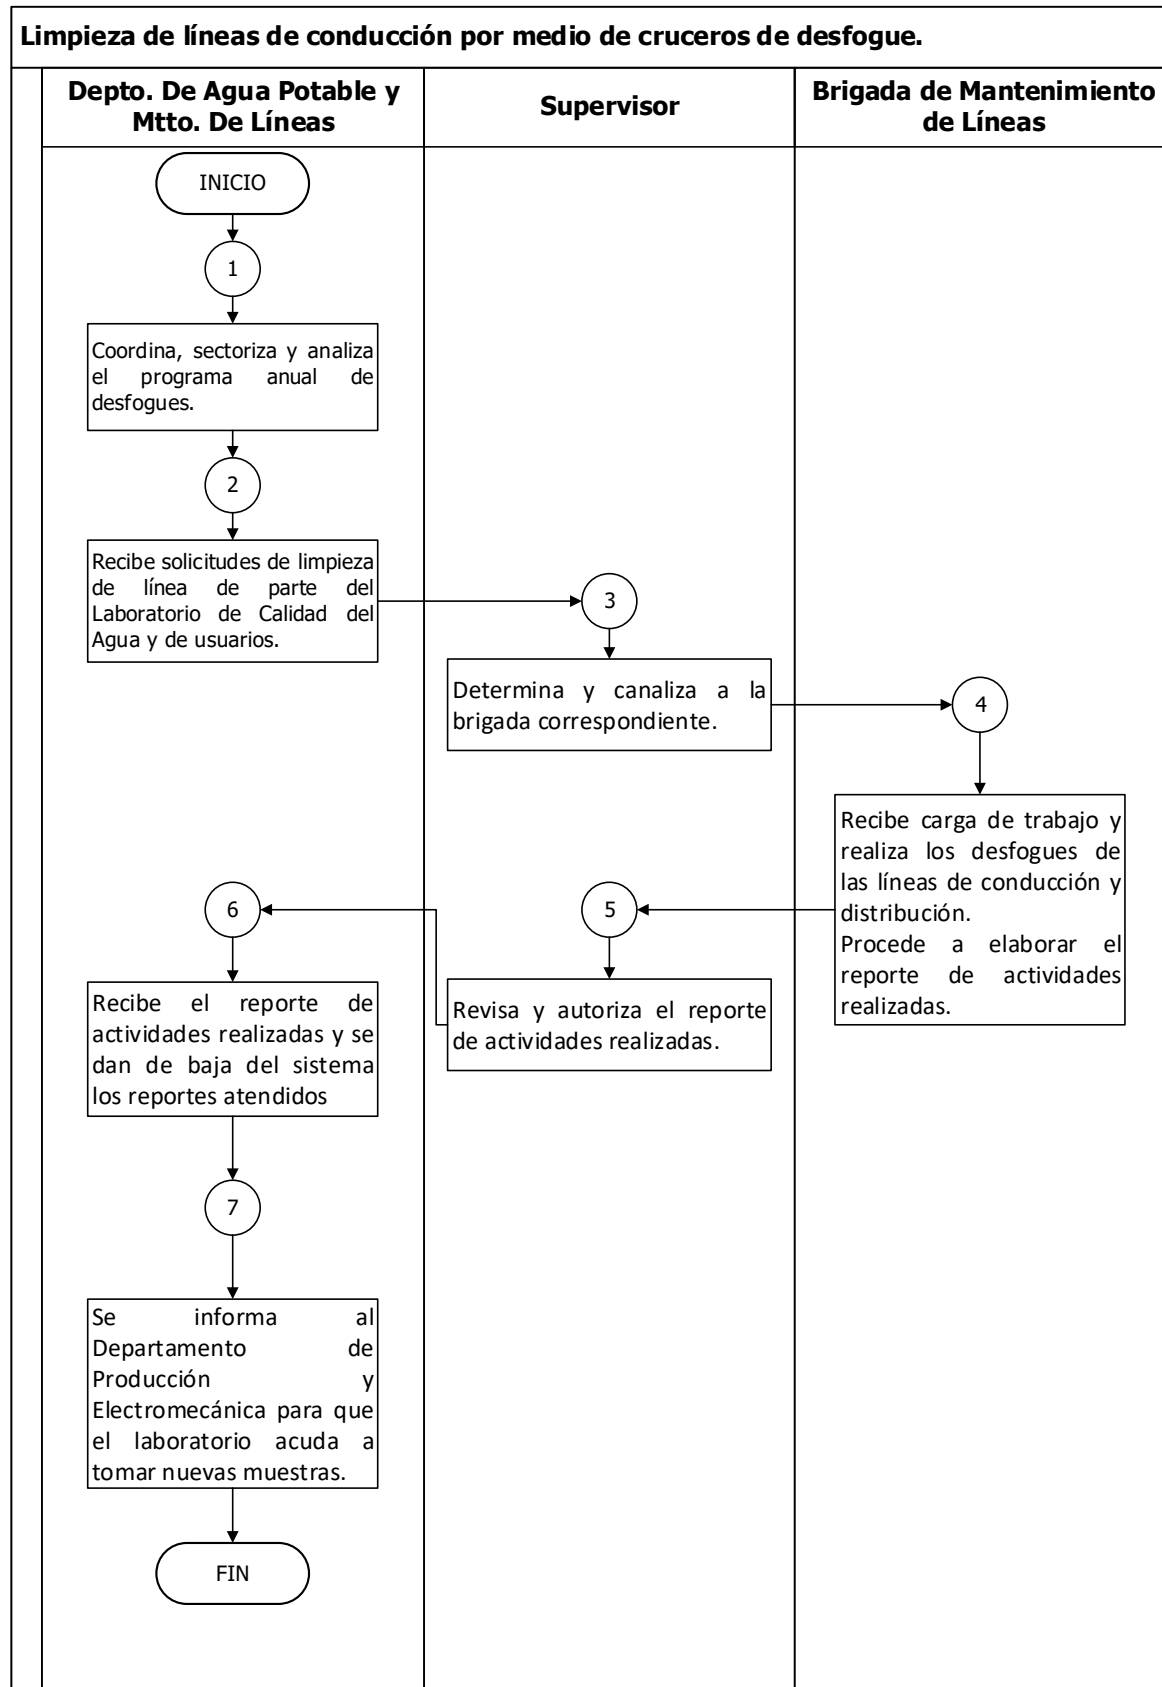 Limpieza de líneas de conducción por medio de cruceros de desfogue.
Depto. De Agua Potable y
Mtto. De Líneas
Supervisor
Brigada de Mantenimiento
de Líneas
INICIO
1
Coordina, sectoriza y analiza
el programa anual de
desfogues.
2
Recibe solicitudes de limpieza
de línea de parte del
Laboratorio de Calidad del
Agua y de usuarios.
3
Determina y canaliza a la
brigada correspondiente.
4
Recibe carga de trabajo y
realiza los desfogues de
las líneas de conducción y
distribución.
Procede a elaborar el
reporte de actividades
realizadas.
5
Revisa y autoriza el reporte
de actividades realizadas.
6
Recibe el reporte de
actividades realizadas y se
dan de baja del sistema
los reportes atendidos
7
Se informa al
Departamento de
Producción y
Electromecánica para que
el laboratorio acuda a
tomar nuevas muestras.
FIN